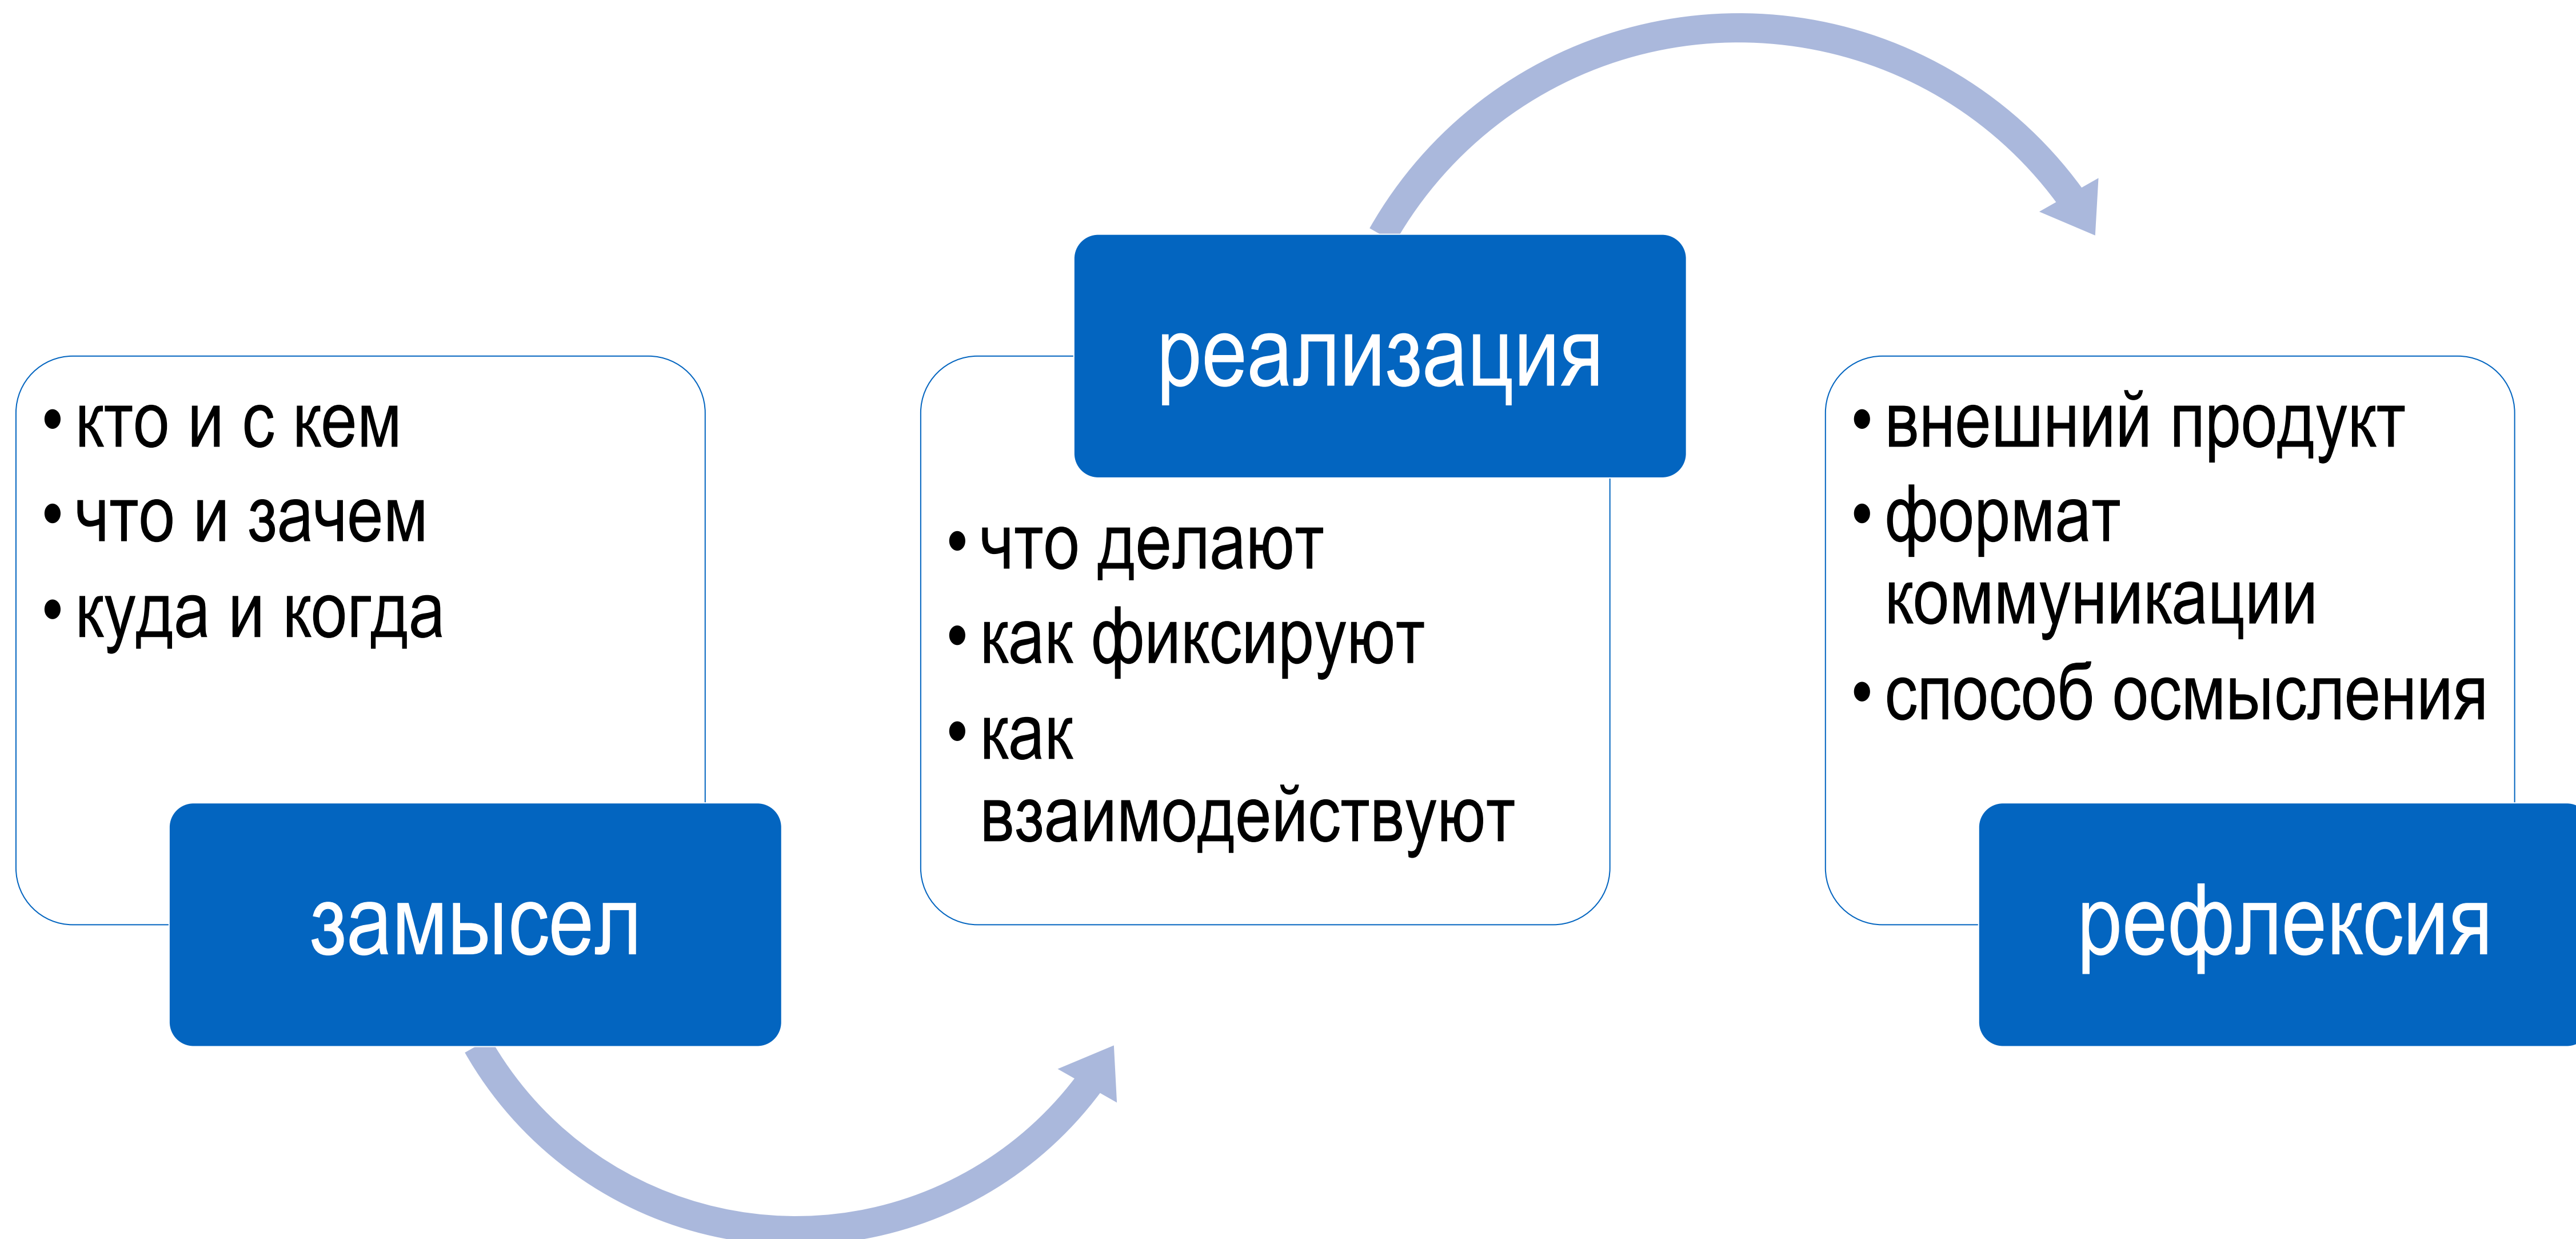 • кто и с кем
• что и зачем
• куда и когда
замысел
реализация
• что делают
• как фиксируют
• как
взаимодействуют
• внешний продукт
• формат
коммуникации
• способ осмысления
рефлексия